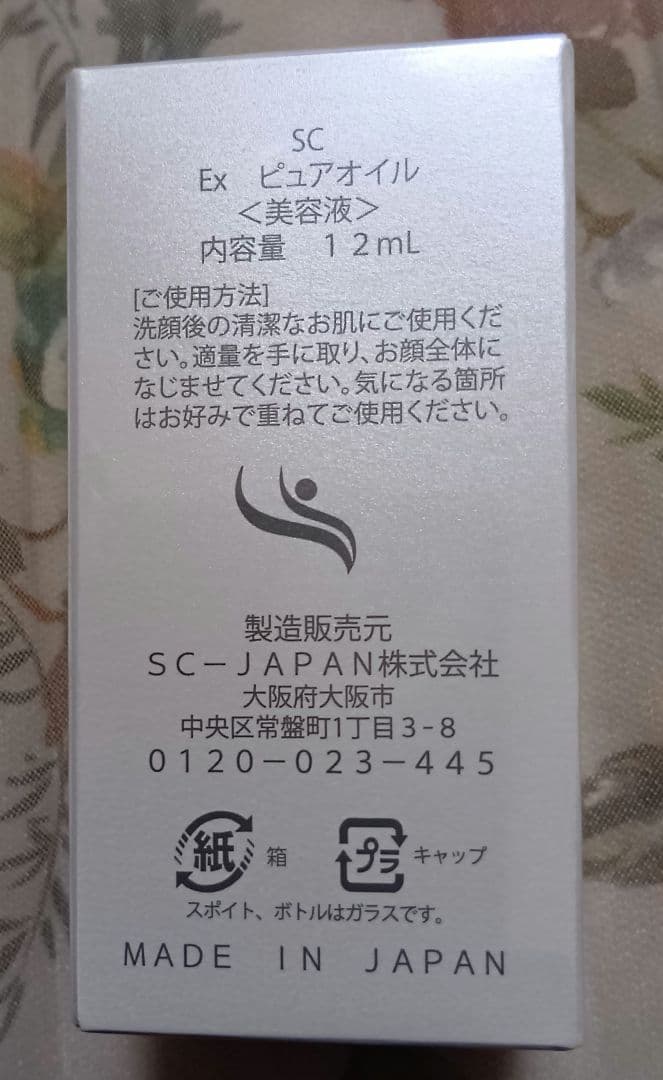 SC
Ex ピュアオイル
＜美容液＞
内容量 １２mL
[ご使用方法]
洗顔後の清潔なお肌にご使用くだ
さい。適量を手に取り、お顔全体に
なじませてください。気になる箇所
はお好みで重ねてご使用ください。
製造販売元
ＳＣ－ＪＡＰＡＮ株式会社
大阪府大阪市
中央区常盤町1丁目３-８
０１２０－０２３－４４５
紙 箱 プラ キャップ
スポイト、ボトルはガラスです。
ＭＡＤＥ ＩＮ ＪＡＰＡＮ